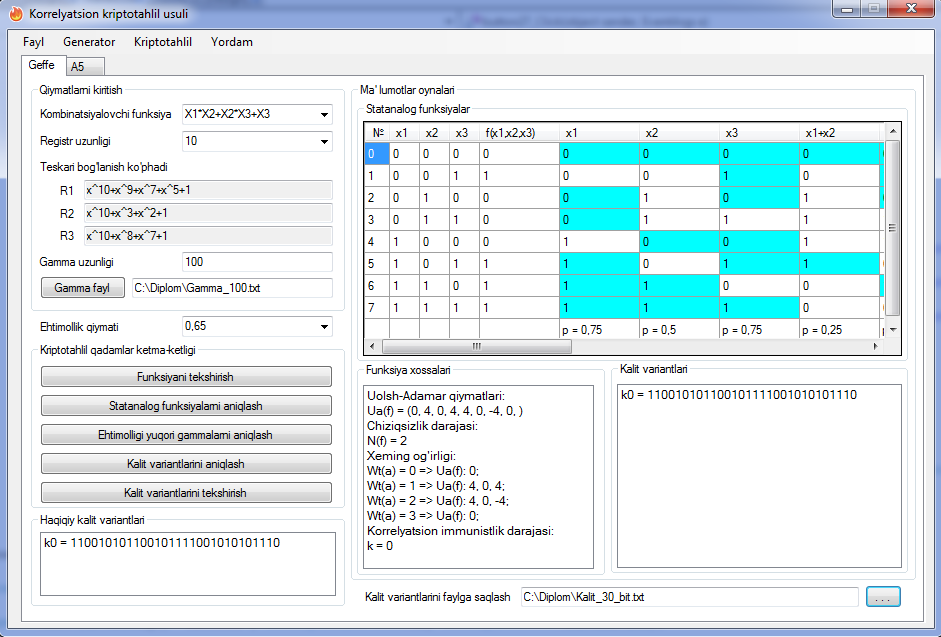 Korrelyatsion kriptotahlil usuli
Fayl Generator Kriptotahlil Yordam
Geffe A5
Qiymatlarni kiritish
Kombinatsiyalovchi funksiya X1*X2+X2*X3+X3
Registr uzunligi 10
Teskari bog'lanish ko'phadi
R1 x^10+x^9+x^7+x^5+1
R2 x^10+x^3+x^2+1
R3 x^10+x^8+x^7+1
Gamma uzunligi 100
Gamma fayl C:\Diplom\Gamma_100.txt
Ehtimollik qiymati 0,65
Kriptotahlil qadamlar ketma-ketligi
Funksiyani tekshirish
Statanalog funksiyalarni aniqlash
Ehtimolligi yuqori gammalarni aniqlash
Kalit variantlarini aniqlash
Kalit variantlarini tekshirish
Haqiqiy kalit variantlari
k0 = 110010101100101111001010101110
Ma' lumotlar oynalari
Statanalog funksiyalar
№ x1 x2 x3 f(x1,x2,x3) x1 x2 x3 x1+x2
0 0 0 0 0 0 0 0 0
1 0 0 1 1 0 0 1 0
2 0 1 0 0 0 1 0 1
3 0 1 1 0 0 1 1 1
4 1 0 0 0 1 0 0 1
5 1 0 1 1 1 0 1 1
6 1 1 0 1 1 1 0 0
7 1 1 1 1 1 1 1 0
p = 0,75 p = 0,5 p = 0,75 p = 0,25
Funksiya xossalari
Uolsh-Adamar qiymatlari:
Ua(f) = (0, 4, 0, 4, 4, 0, -4, 0, )
Chiziqsizlik darajasi:
N(f) = 2
Xeming og'irligi:
Wt(a) = 0 => Ua(f): 0;
Wt(a) = 1 => Ua(f): 4, 0, 4;
Wt(a) = 2 => Ua(f): 4, 0, -4;
Wt(a) = 3 => Ua(f): 0;
Korrelyatsion immunistlik darajasi:
k = 0
Kalit variantlari
k0 = 110010101100101111001010101110
Kalit variantlarini faylga saqlash C:\Diplom\Kalit_30_bit.txt ...